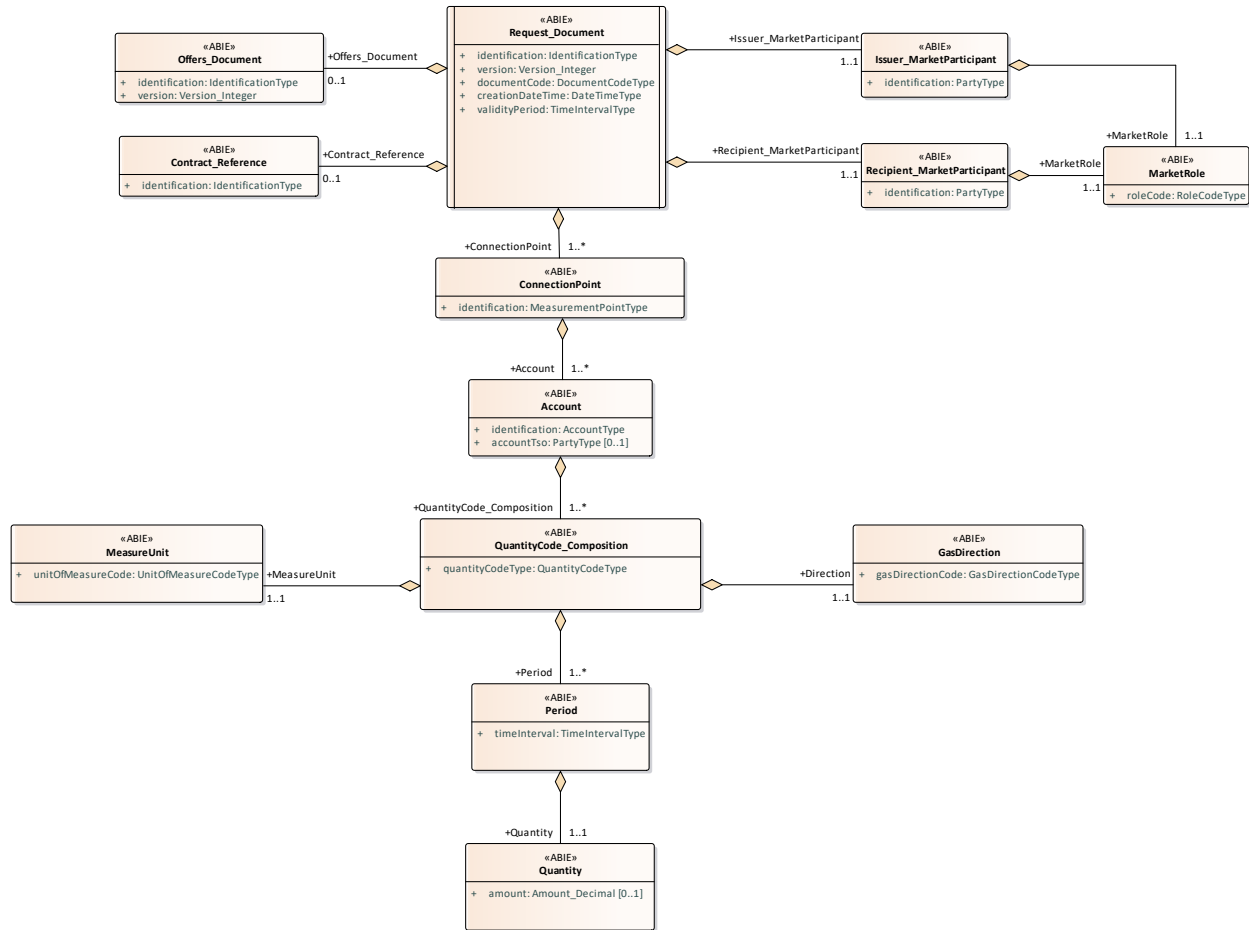 «ABIE»
Request_Document
+ identification: IdentificationType
+ version: Version_Integer
+ documentCode: DocumentCodeType
+ creationDateTime: DateTimeType
+ validityPeriod: TimeIntervalType
«ABIE»
Offers_Document
+ identification: IdentificationType
+ version: Version_Integer
+Offers_Document
0..1
+Issuer_MarketParticipant
1..1
«ABIE»
Issuer_MarketParticipant
+ identification: PartyType
«ABIE»
Contract_Reference
+ identification: IdentificationType
+Contract_Reference
0..1
+Recipient_MarketParticipant
1..1
«ABIE»
Recipient_MarketParticipant
+ identification: PartyType
+MarketRole 1..1
+MarketRole
1..1
«ABIE»
MarketRole
+ roleCode: RoleCodeType
+ConnectionPoint 1..*
«ABIE»
ConnectionPoint
+ identification: MeasurementPointType
+Account 1..*
«ABIE»
Account
+ identification: AccountType
+ accountTso: PartyType [0..1]
+QuantityCode_Composition 1..*
«ABIE»
MeasureUnit
+ unitOfMeasureCode: UnitOfMeasureCodeType
+MeasureUnit
1..1
«ABIE»
QuantityCode_Composition
+ quantityCodeType: QuantityCodeType
+Direction
1..1
«ABIE»
GasDirection
+ gasDirectionCode: GasDirectionCodeType
+Period 1..*
«ABIE»
Period
+ timeInterval: TimeIntervalType
+Quantity 1..1
«ABIE»
Quantity
+ amount: Amount_Decimal [0..1]